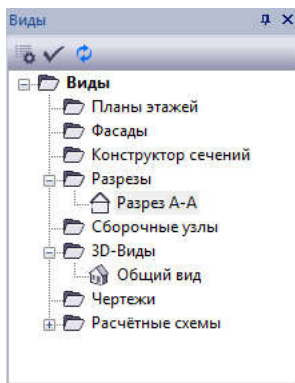 Виды
Виды
Планы этажей
Фасады
Конструктор сечений
Разрезы
Разрез А-А
Сборочные узлы
3D-Виды
Общий вид
Чертежи
Расчётные схемы